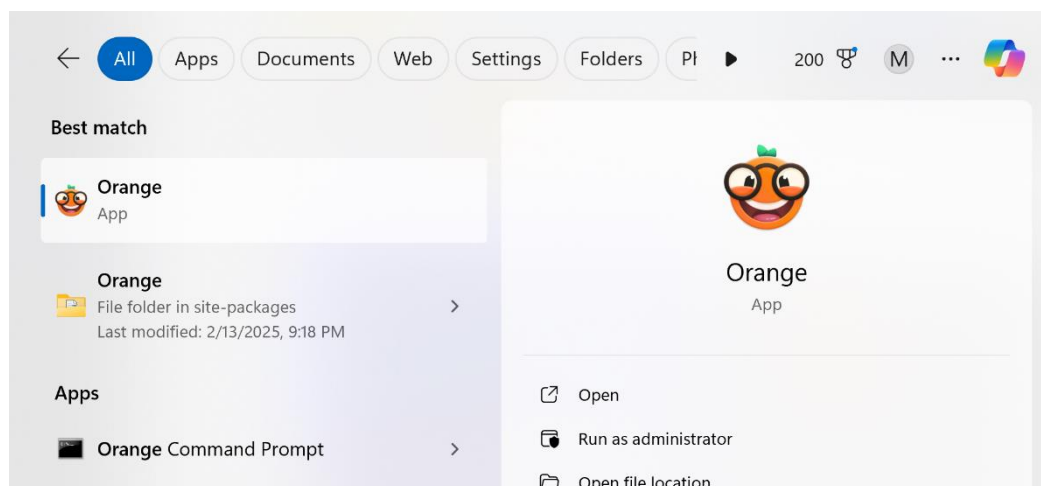 All Apps Documents Web Settings Folders 200 M ...
Best match
Orange
App
Orange
File folder in site-packages
Last modified: 2/13/2025, 9:18 PM
Apps
Orange Command Prompt
Orange
App
Open
Run as administrator
Open file location